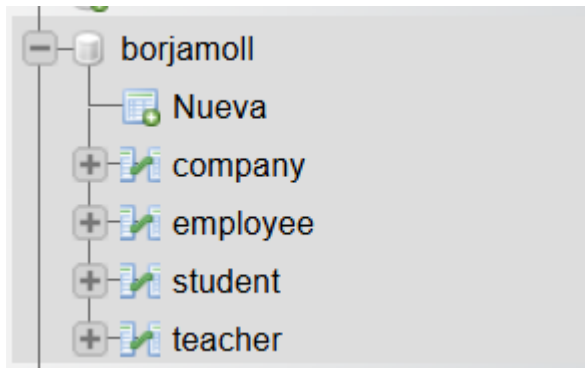 borjamoll
Nueva
company
employee
student
teacher